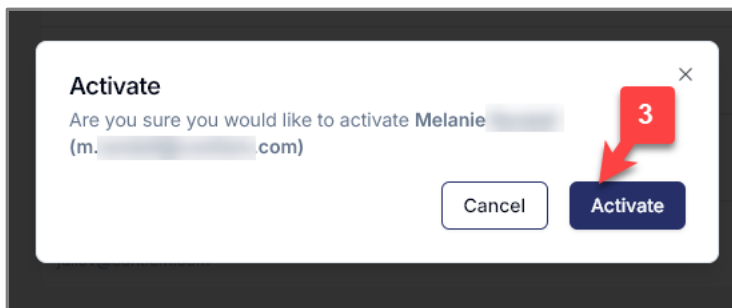 Activate
Are you sure you would like to activate Melanie
(m. .com)
3
Cancel
Activate